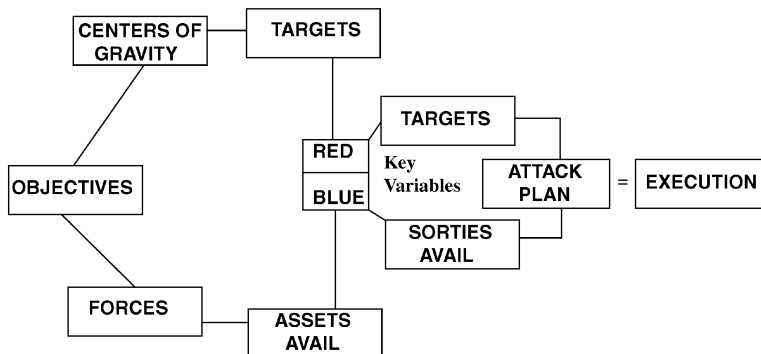 CENTERS OF
GRAVITY
TARGETS
TARGETS
RED
Key
Variables
BLUE
OBJECTIVES
ATTACK
PLAN
=
EXECUTION
SORTIES
AVAIL
FORCES
ASSETS
AVAIL